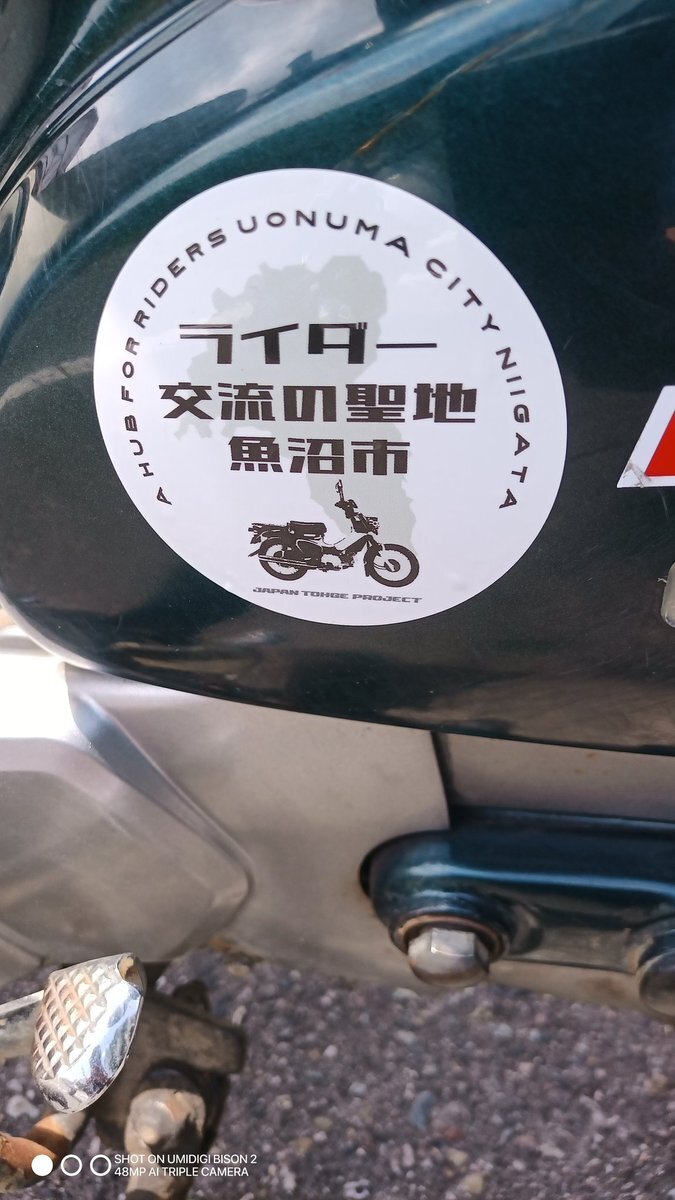 A HUB FOR RIDERS UONUMA CITY NIIGATA
ライダー
交流の聖地
魚沼市
JAPAN TOHGE PROJECT
SHOT ON UMIDIGI BISON 2
48MP AI TRIPLE CAMERA